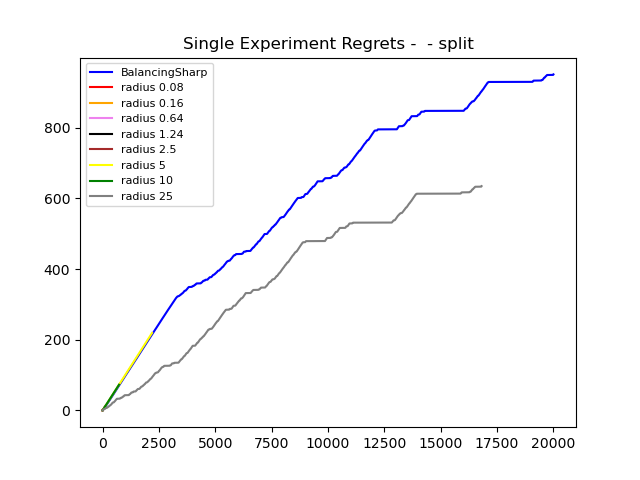 Single Experiment Regrets -  - split
BalancingSharp
radius 0.08
radius 0.16
radius 0.64
radius 1.24
radius 2.5
radius 5
radius 10
radius 25
800
600
400
200
0
0 2500 5000 7500 10000 12500 15000 17500 20000